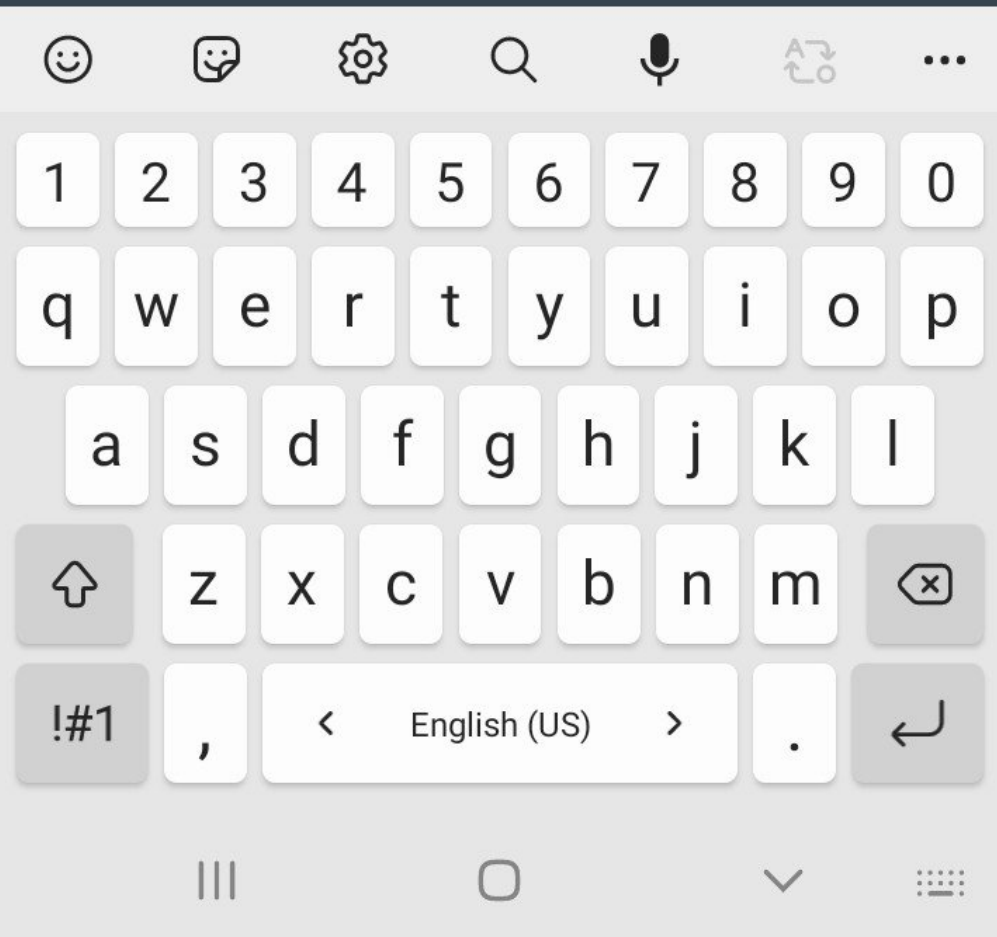 1 2 3 4 5 6 7 8 9 0
q w e r t y u i o p
a s d f g h j k l
z x c v b n m
!#1 , < English (US) > .